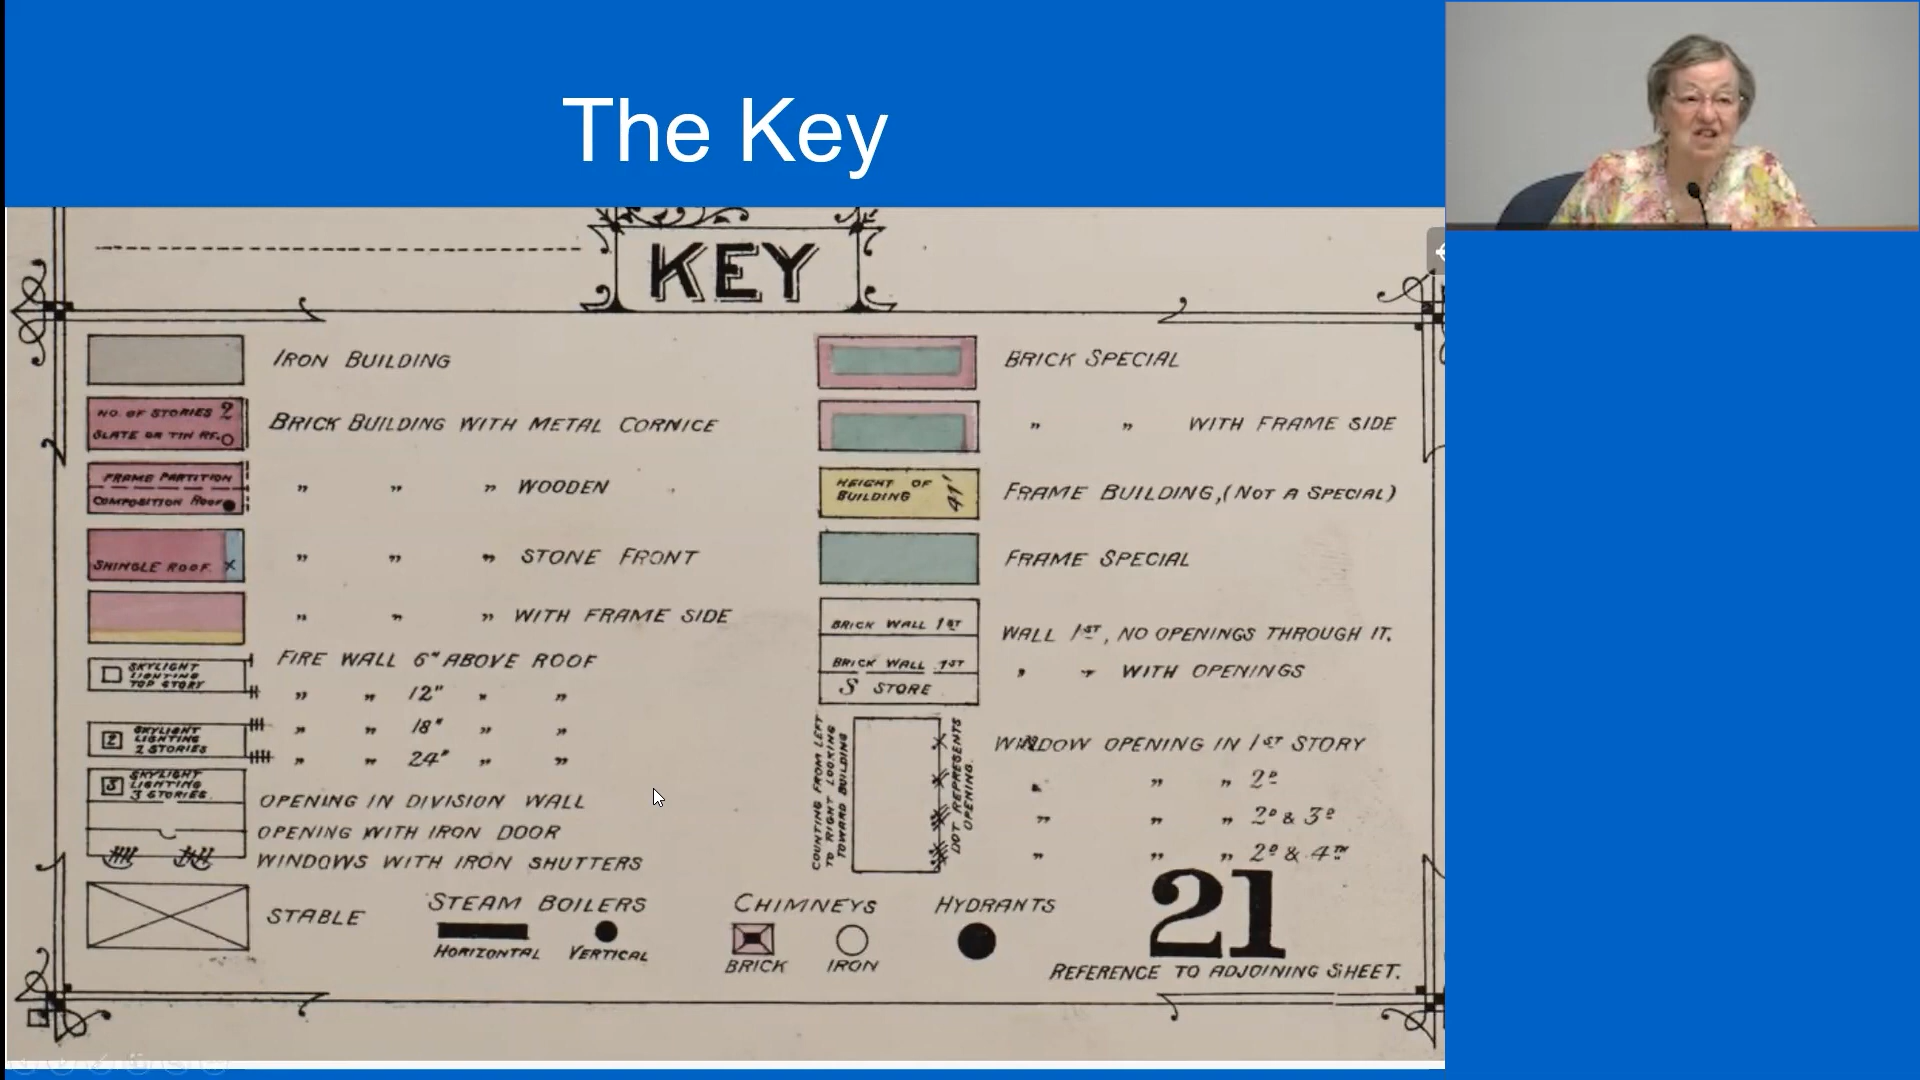 The Key
KEY
IRON BUILDING
NO. OF STORIES 2
SLATE OR TIN RF.
BRICK BUILDING WITH METAL CORNICE
FRAME PARTITION
COMPOSITION ROOF
" " " WOODEN
SHINGLE ROOF. X
" " " STONE FRONT
" " " WITH FRAME SIDE
SKYLIGHT
LIGHTING
TOP STORY
FIRE WALL 6" ABOVE ROOF
" " 12" " "
2 SKYLIGHT
LIGHTING
2 STORIES
" " 18" " "
" " 24" " "
3 SKYLIGHT
LIGHTING
3 STORIES.
OPENING IN DIVISION WALL
OPENING WITH IRON DOOR
WINDOWS WITH IRON SHUTTERS
STABLE
STEAM BOILERS
HORIZONTAL VERTICAL
CHIMNEYS
BRICK IRON
HYDRANTS
BRICK SPECIAL
" " WITH FRAME SIDE
HEIGHT OF
BUILDING
41'
FRAME BUILDING, (NOT A SPECIAL)
FRAME SPECIAL
BRICK WALL 1ST
WALL 1ST, NO OPENINGS THROUGH IT.
BRICK WALL 1ST
" " WITH OPENINGS
S STORE
COUNTING FROM LEFT
TO RIGHT LOOKING
TOWARD BUILDING
DOT REPRESENTS
OPENING.
WINDOW OPENING IN 1ST STORY
" " " 2D
" " " 2D & 3D
" " " 2D & 4TH
21
REFERENCE TO ADJOINING SHEET.